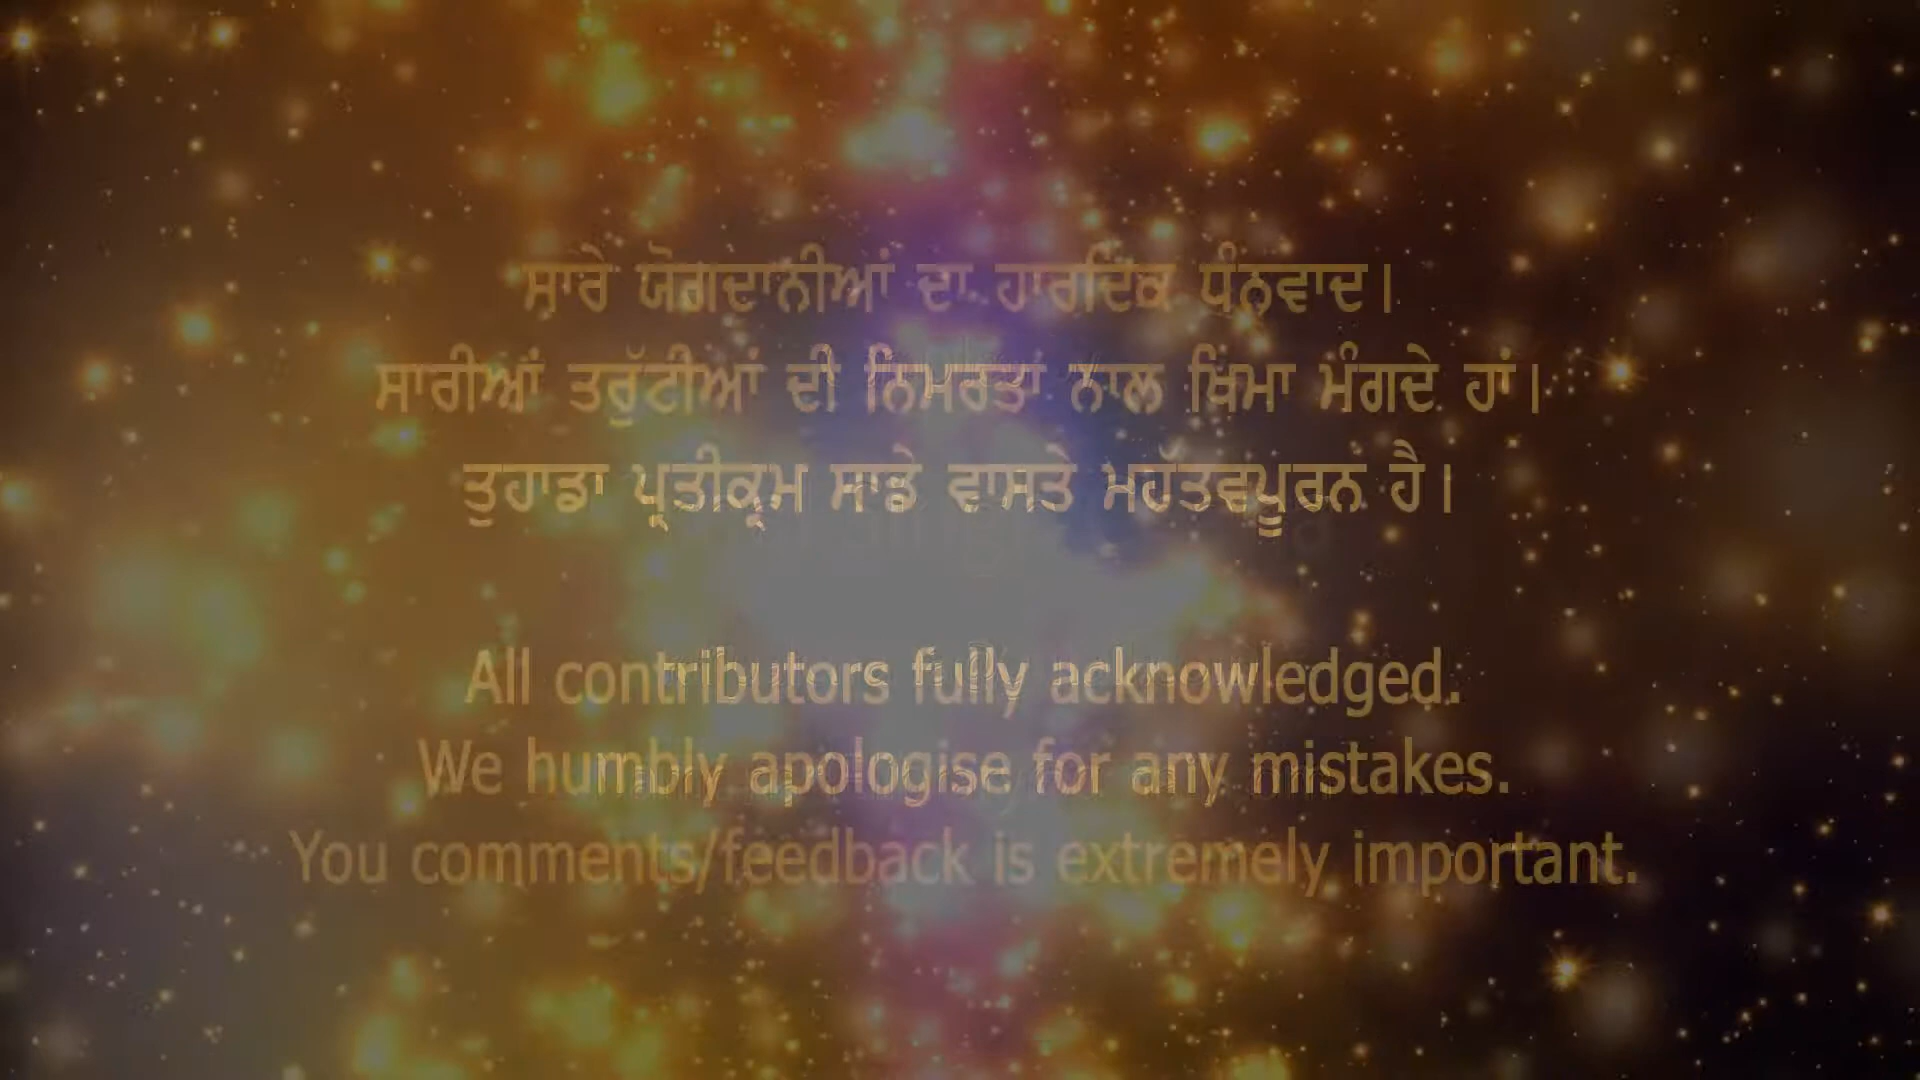 ਸਾਰੇ ਯੋਗਦਾਨੀਆਂ ਦਾ ਹਾਰਦਿਕ ਧੰਨਵਾਦ।
ਸਾਰੀਆਂ ਤਰੁੱਟੀਆਂ ਦੀ ਨਿਮਰਤਾ ਨਾਲ ਖਿਮਾ ਮੰਗਦੇ ਹਾਂ।
ਤੁਹਾਡਾ ਪ੍ਰਤੀਕ੍ਰਮ ਸਾਡੇ ਵਾਸਤੇ ਮਹੱਤਵਪੂਰਨ ਹੈ।
All contributors fully acknowledged.
We humbly apologise for any mistakes.
You comments/feedback is extremely important.